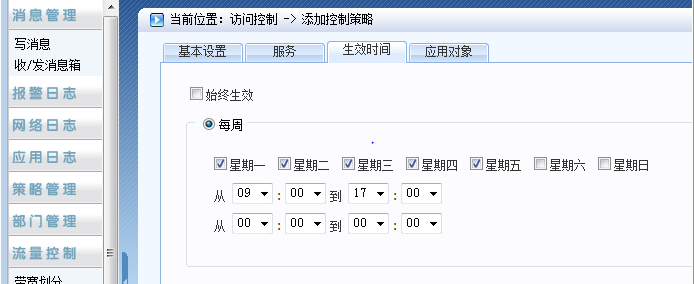 消息管理
写消息
收/发消息箱
报警日志
网络日志
应用日志
策略管理
部门管理
流量控制
带宽划分
当前位置：访问控制 -> 添加控制策略
基本设置 服务 生效时间 应用对象
始终生效
每周
星期一 星期二 星期三 星期四 星期五 星期六 星期日
从 09 : 00 到 17 : 00
从 00 : 00 到 00 : 00